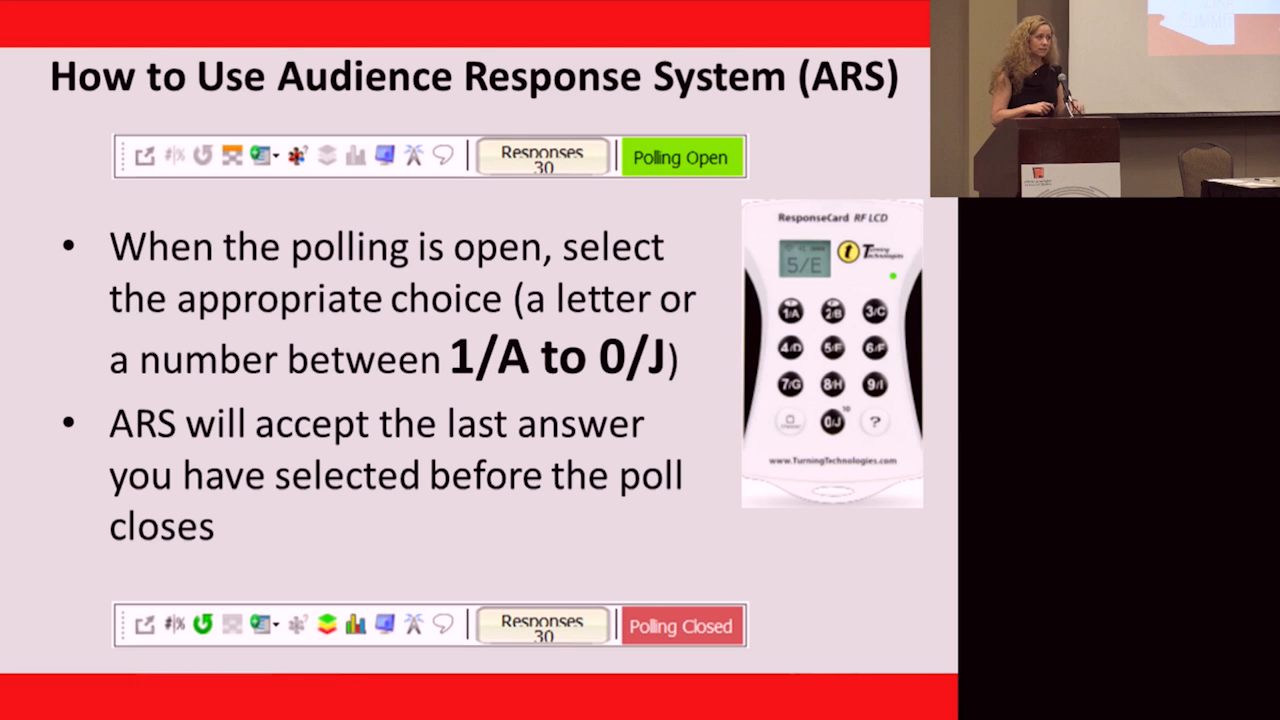 How to Use Audience Response System (ARS)
Responses
30
Polling Open
• When the polling is open, select
the appropriate choice (a letter or
a number between 1/A to 0/J)
• ARS will accept the last answer
you have selected before the poll
closes
ResponseCard RF LCD
5/E
Turning
Technologies
1/A 2/B 3/C
4/D 5/E 6/F
7/G 8/H 9/I
0/J 10 ?
www.TurningTechnologies.com
Responses
30
Polling Closed